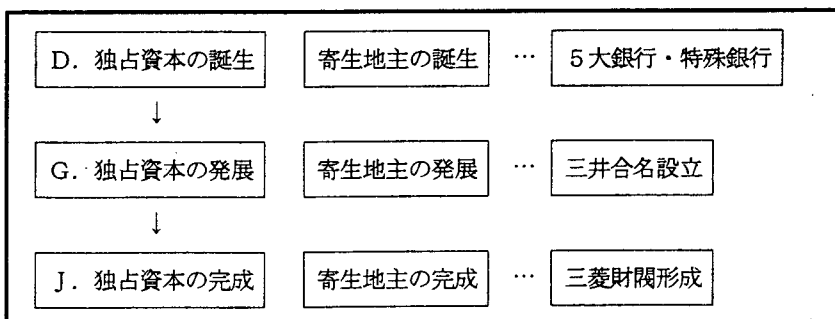 D. 独占資本の誕生 寄生地主の誕生 … 5大銀行・特殊銀行
↓
G. 独占資本の発展 寄生地主の発展 … 三井合名設立
↓
J. 独占資本の完成 寄生地主の完成 … 三菱財閥形成